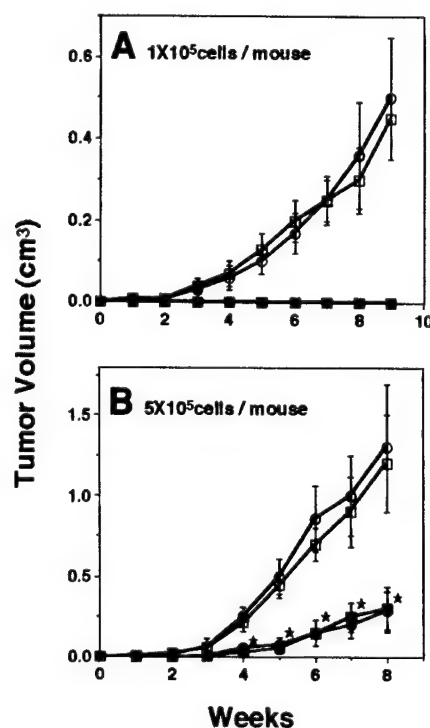 A 1X10⁵cells / mouse
0.6
0.4
0.2
0.0
0 2 4 6 8 10
Tumor Volume (cm³)
B 5X10⁵cells / mouse
1.5
1.0
0.5
0.0
0 2 4 6 8
Weeks